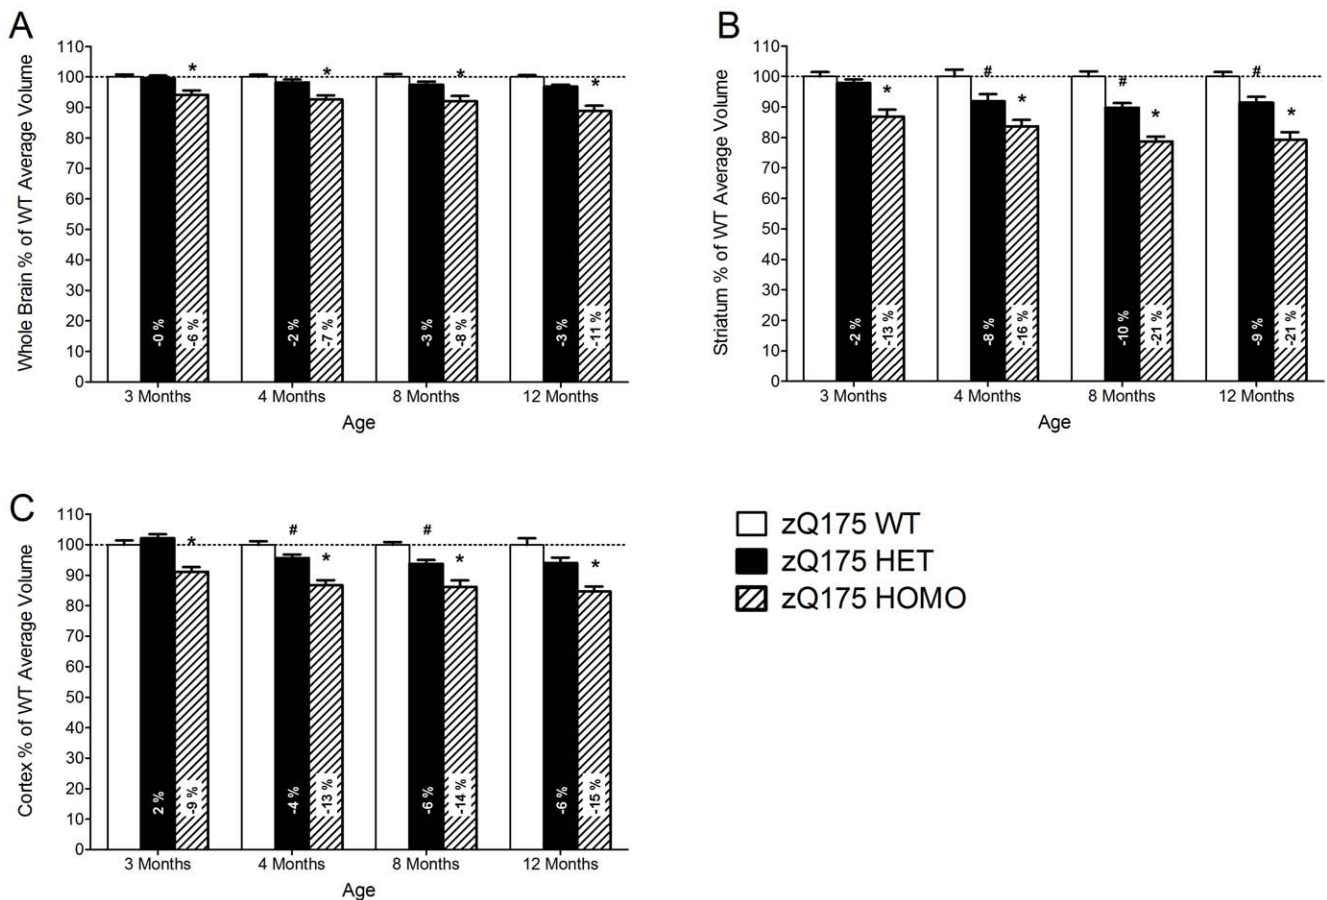 A
Whole Brain % of WT Average Volume
110
100
90
80
70
60
50
40
30
20
10
0
* * * *
-0 % -6 % -2 % -7 % -3 % -8 % -3 % -11 %
3 Months 4 Months 8 Months 12 Months
Age
B
Striatum % of WT Average Volume
110
100
90
80
70
60
50
40
30
20
10
0
* # * # * # *
-2 % -13 % -8 % -16 % -10 % -21 % -9 % -21 %
3 Months 4 Months 8 Months 12 Months
Age
C
Cortex % of WT Average Volume
110
100
90
80
70
60
50
40
30
20
10
0
* # * # * *
2 % -9 % -4 % -13 % -6 % -14 % -6 % -15 %
3 Months 4 Months 8 Months 12 Months
Age
zQ175 WT
zQ175 HET
zQ175 HOMO